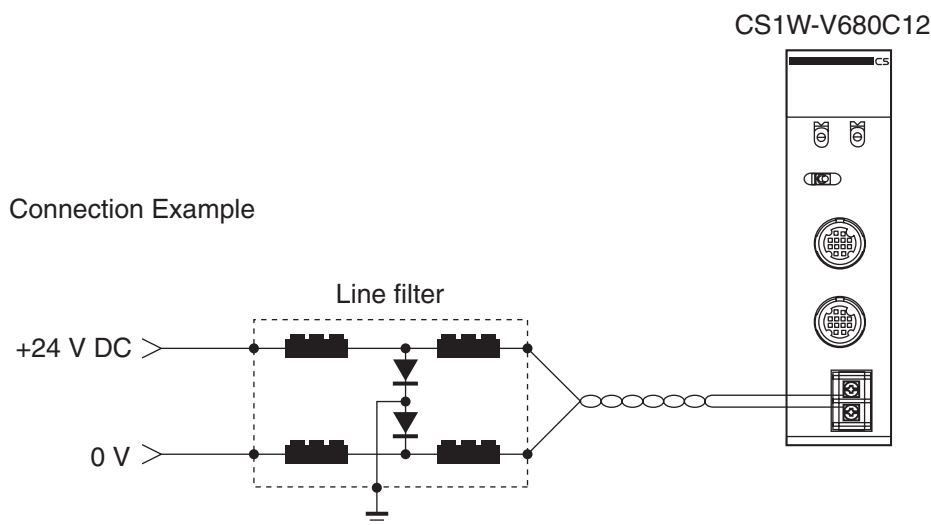 CS1W-V680C12
CS
Connection Example
Line filter
+24 V DC
0 V